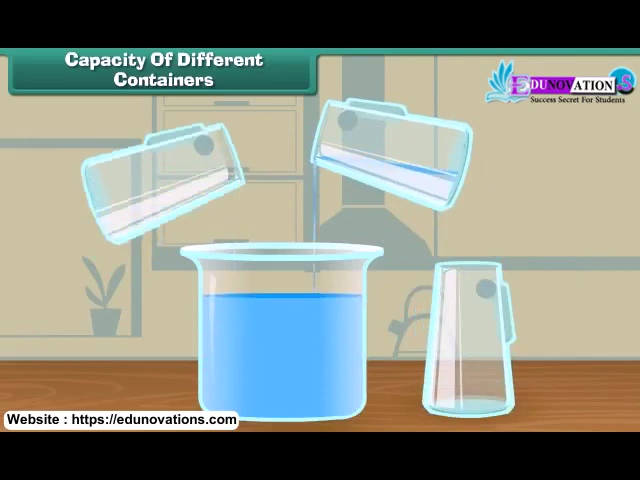 Capacity Of Different
Containers
EDUNOVATIONS
Success Secret For Students
Website : https://edunovations.com